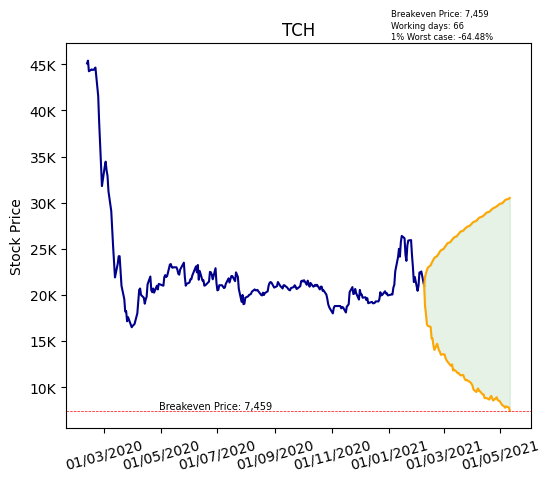 Breakeven Price: 7,459
Working days: 66
1% Worst case: -64.48%
TCH
Stock Price
45K
40K
35K
30K
25K
20K
15K
10K
Breakeven Price: 7,459
01/03/2020
01/05/2020
01/07/2020
01/09/2020
01/11/2020
01/01/2021
01/03/2021
01/05/2021